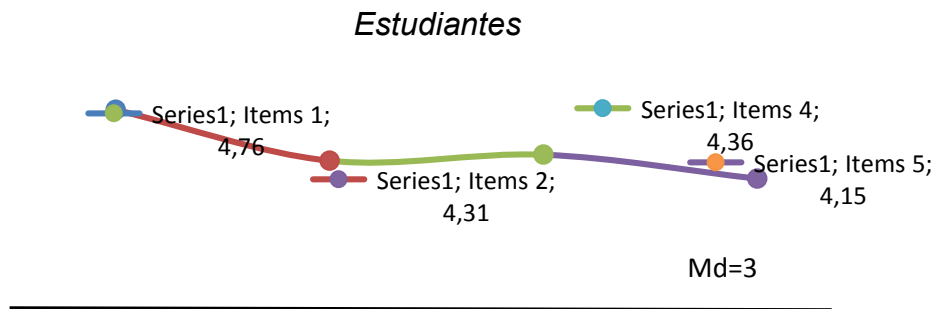 Estudiantes
Series1; Items 1;
4,76
Series1; Items 2;
4,31
Series1; Items 4;
4,36
Series1; Items 5;
4,15
Md=3